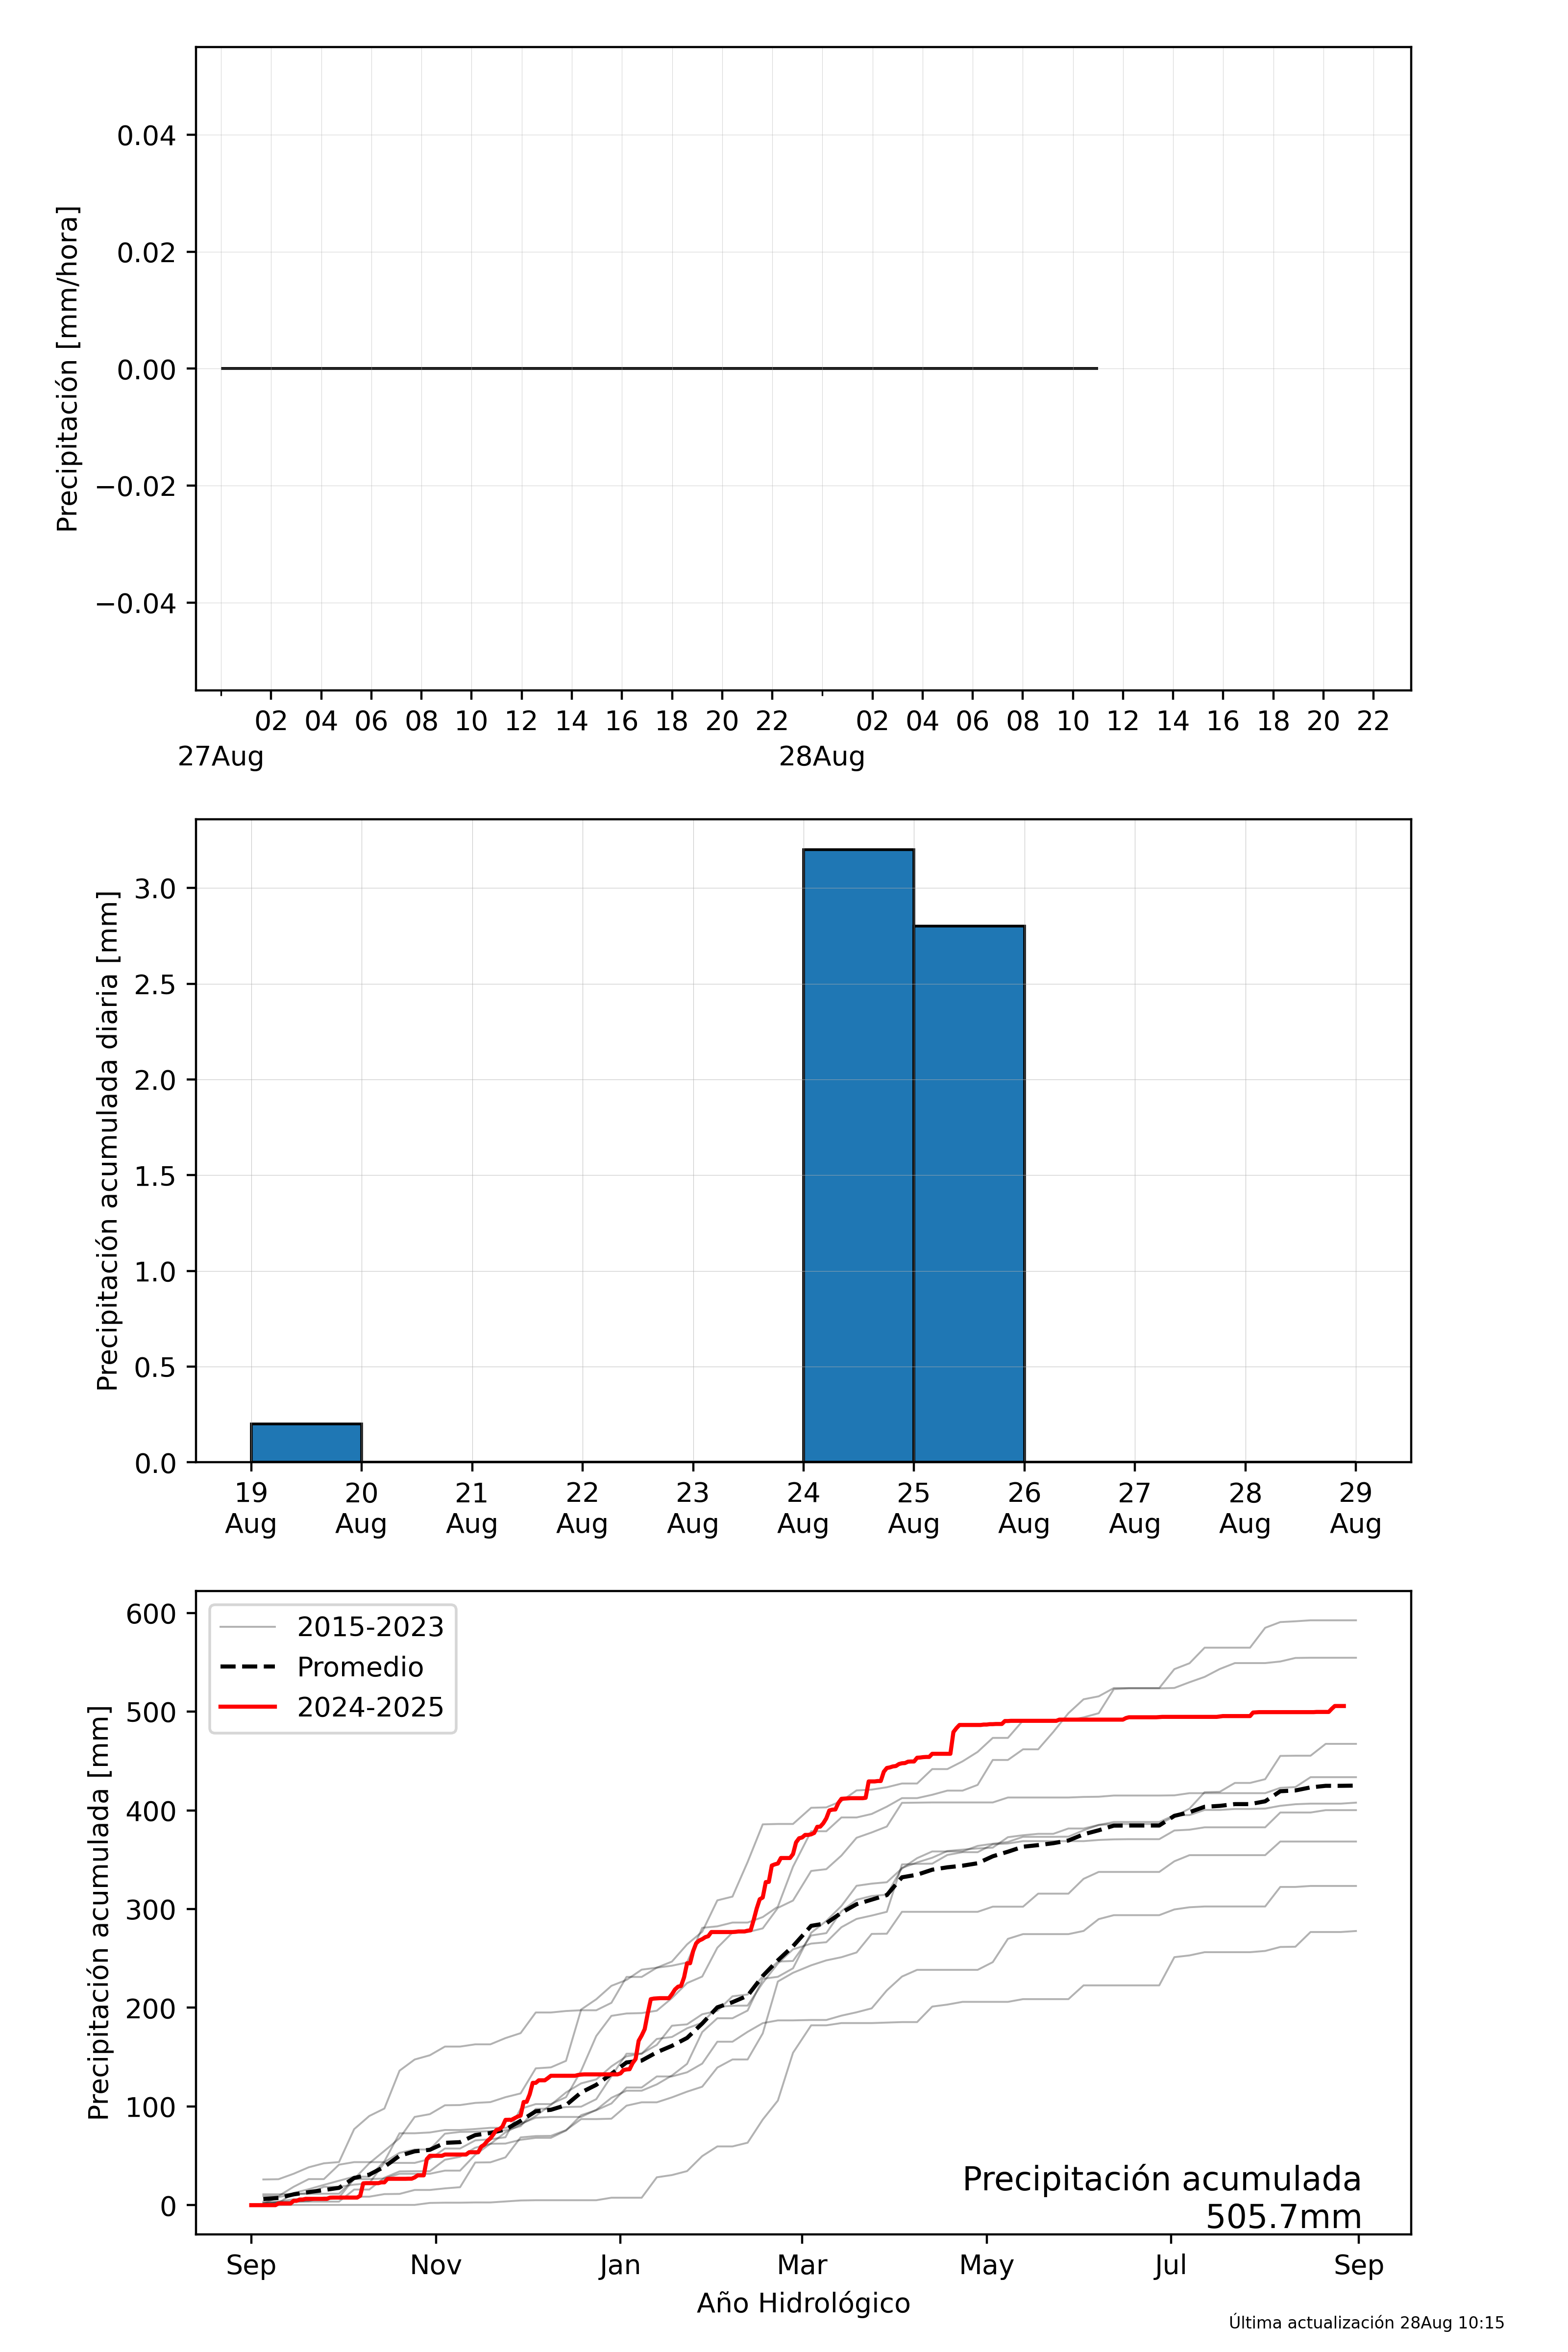 Precipitación [mm/hora]
0.04
0.02
0.00
−0.02
−0.04
02 04 06 08 10 12 14 16 18 20 22 02 04 06 08 10 12 14 16 18 20 22
27Aug 28Aug
Precipitación acumulada diaria [mm]
3.0
2.5
2.0
1.5
1.0
0.5
0.0
19 20 21 22 23 24 25 26 27 28 29
Aug Aug Aug Aug Aug Aug Aug Aug Aug Aug Aug
Precipitación acumulada [mm]
600
500
400
300
200
100
0
2015-2023
Promedio
2024-2025
Precipitación acumulada
505.7mm
Sep Nov Jan Mar May Jul Sep
Año Hidrológico
Última actualización 28Aug 10:15